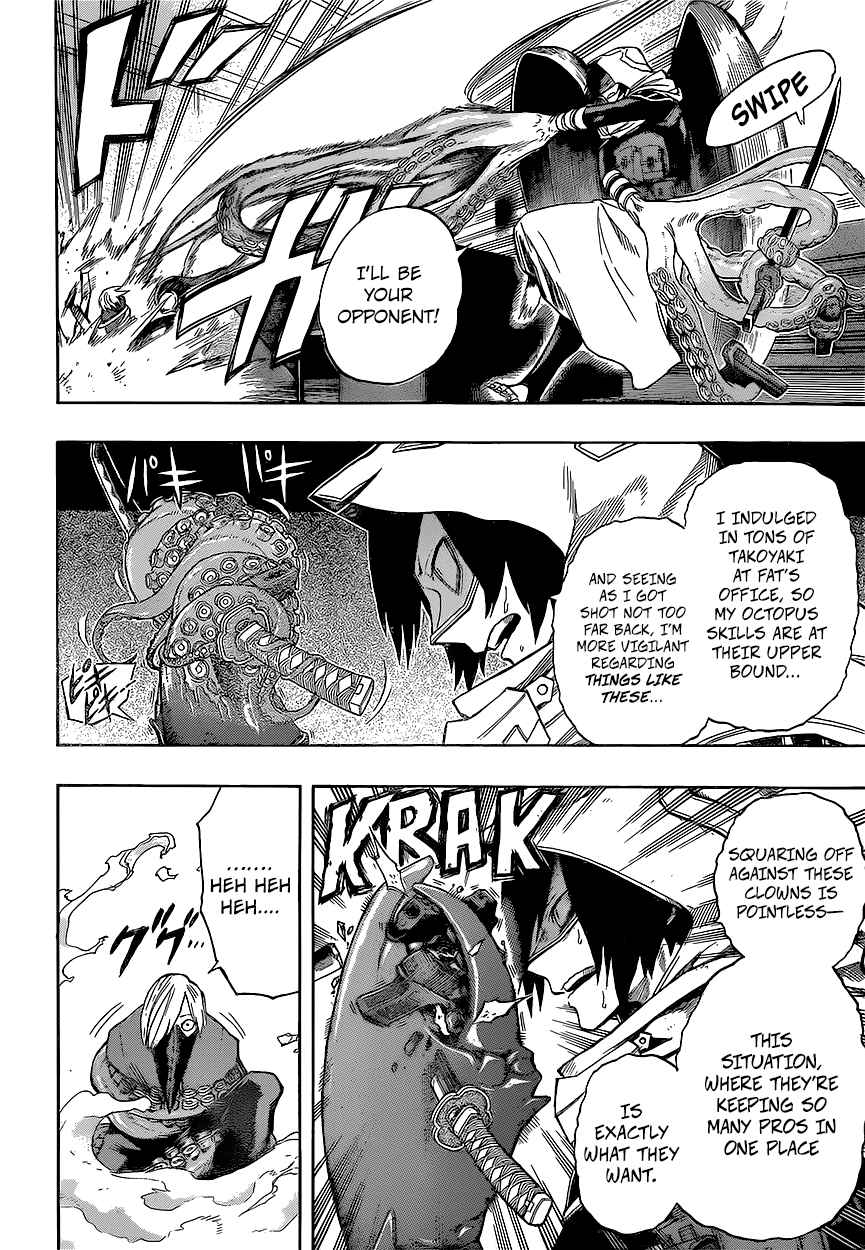 SWIPE
ドガガ
I'LL BE
YOUR
OPPONENT!
I INDULGED
IN TONS OF
TAKOYAKI
AT FAT'S
OFFICE, SO
MY OCTOPUS
SKILLS ARE AT
THEIR UPPER
BOUND...
AND SEEING
AS I GOT
SHOT NOT TOO
FAR BACK, I'M
MORE VIGILANT
REGARDING
THINGS LIKE
THESE...
パキ
パキ
KRAK
SQUARING OFF
AGAINST THESE
CLOWNS IS
POINTLESS—
THIS
SITUATION,
WHERE THEY'RE
KEEPING SO
MANY PROS IN
ONE PLACE
IS
EXACTLY
WHAT THEY
WANT.
.......
HEH HEH
HEH....
グググ...